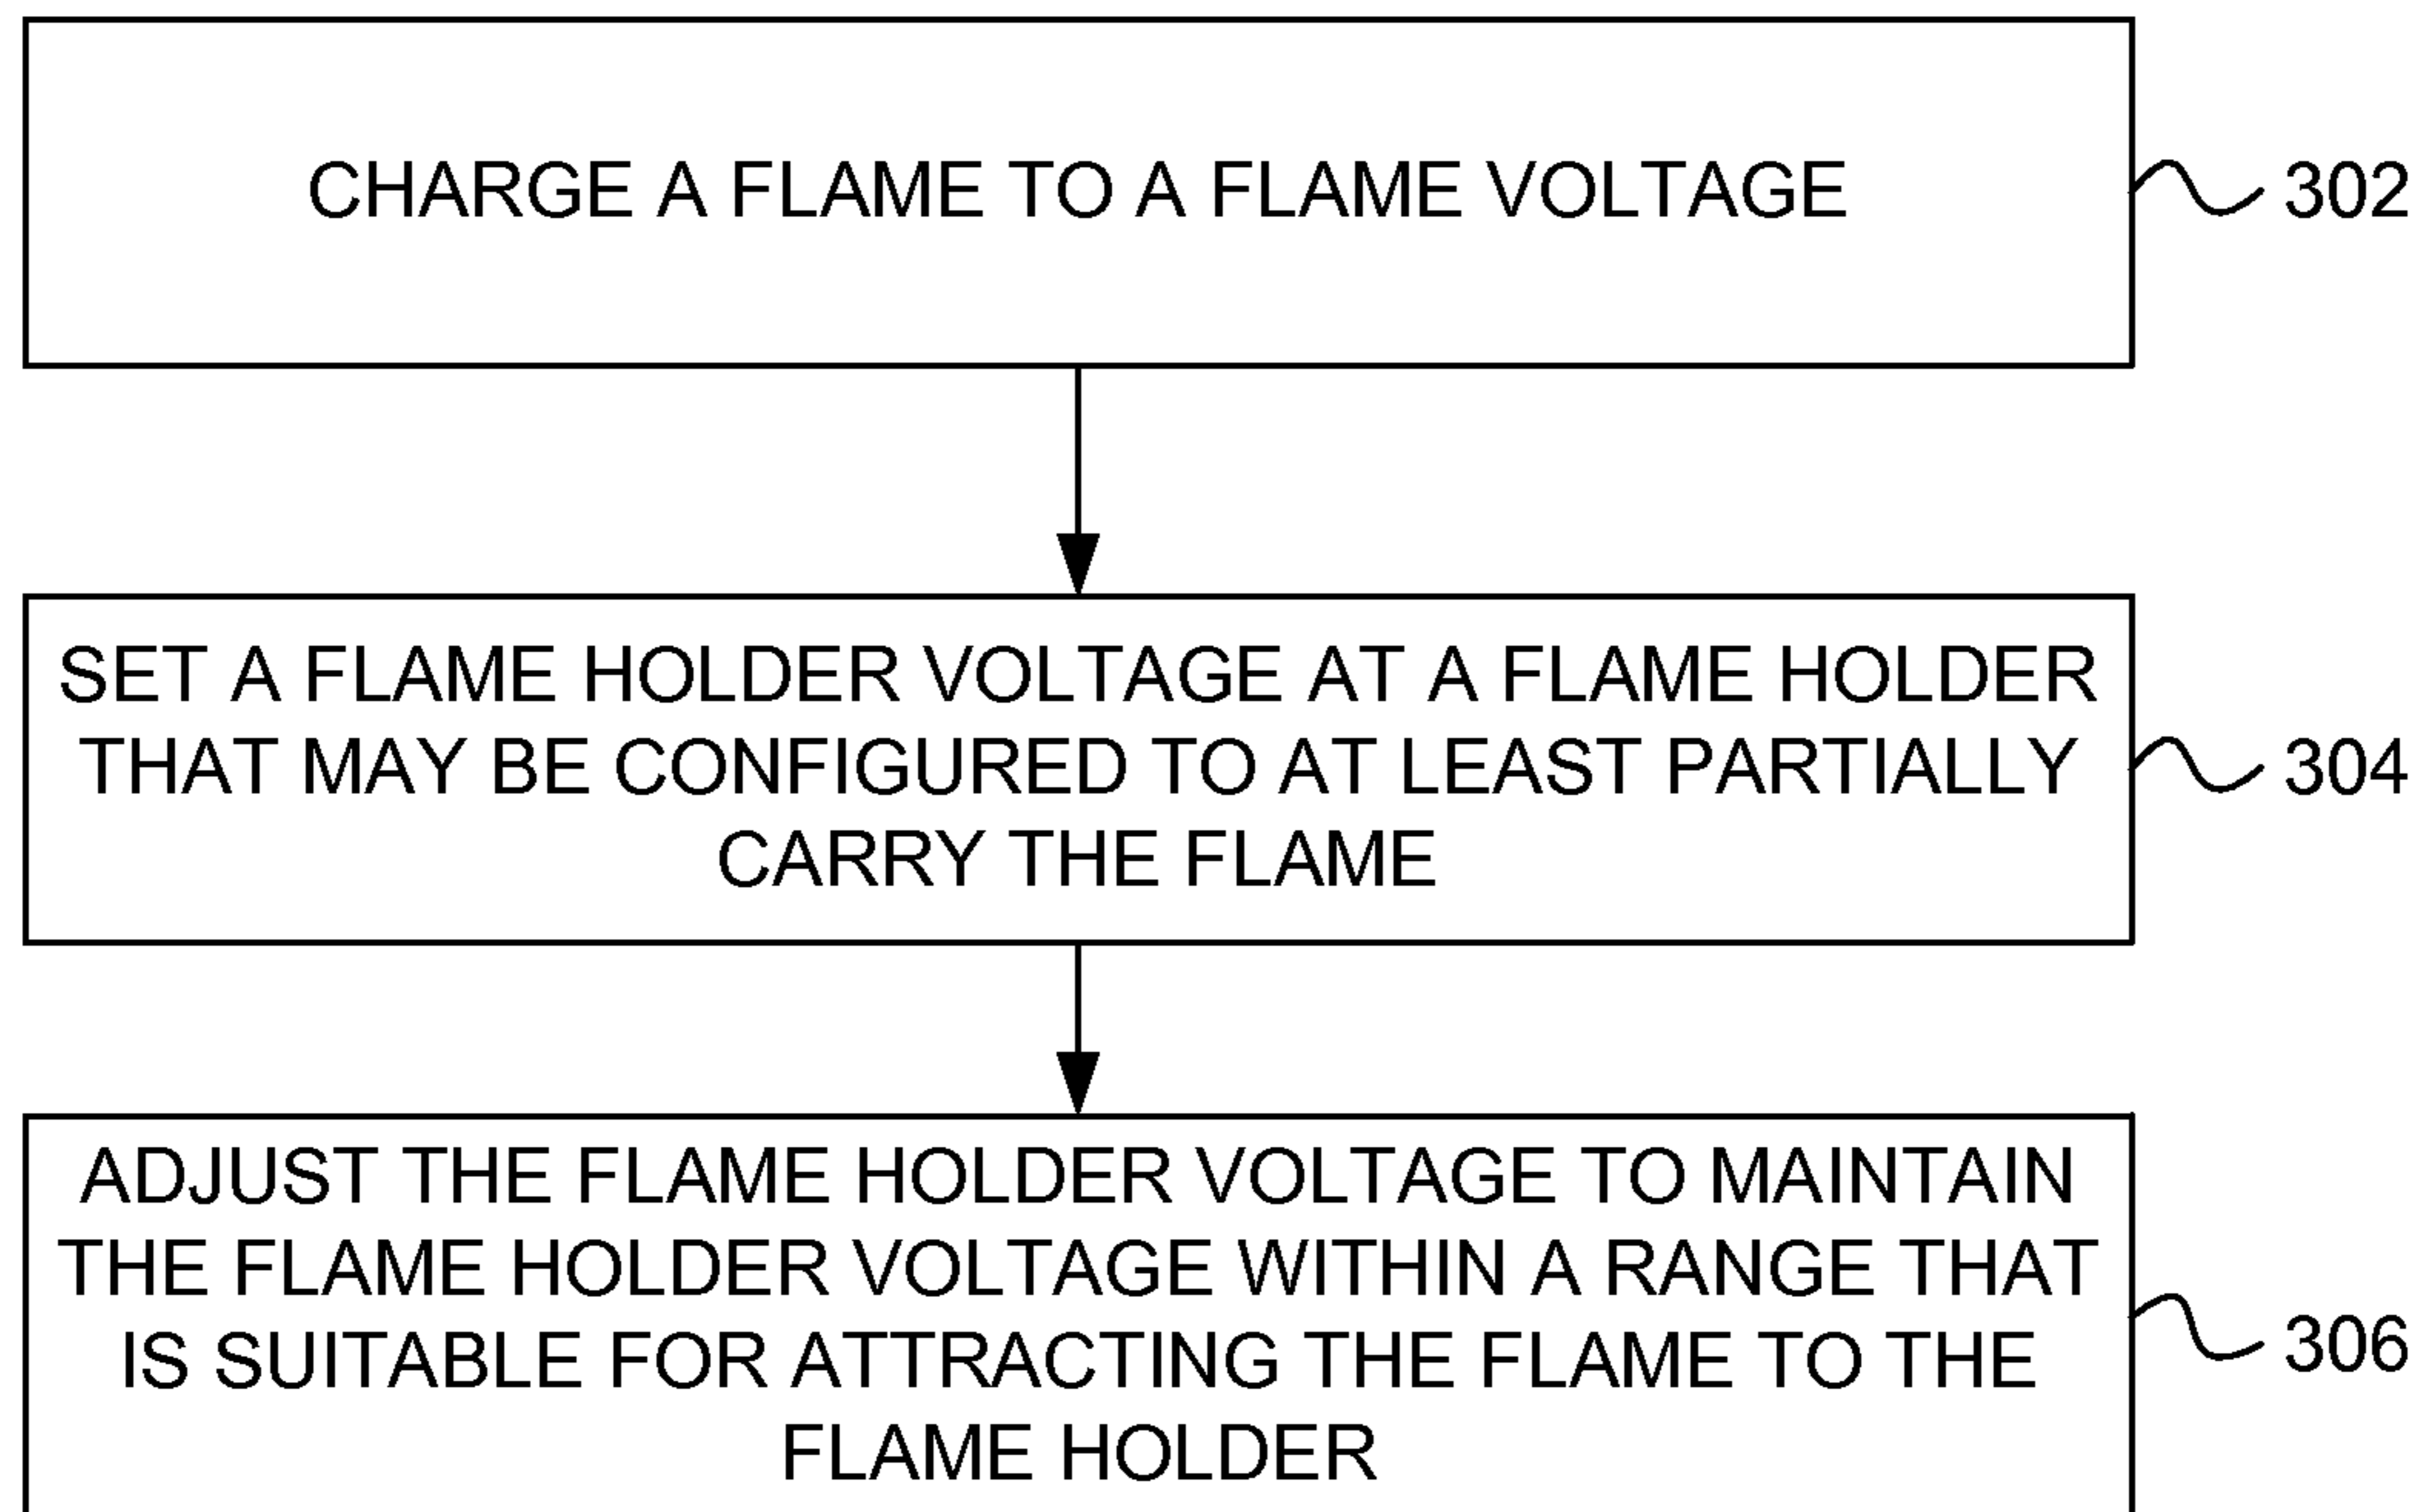 CHARGE A FLAME TO A FLAME VOLTAGE
302
SET A FLAME HOLDER VOLTAGE AT A FLAME HOLDER
THAT MAY BE CONFIGURED TO AT LEAST PARTIALLY
304
CARRY THE FLAME
ADJUST THE FLAME HOLDER VOLTAGE TO MAINTAIN
THE FLAME HOLDER VOLTAGE WITHIN A RANGE THAT
IS SUITABLE FOR ATTRACTING THE FLAME TO THE
306
FLAME HOLDER